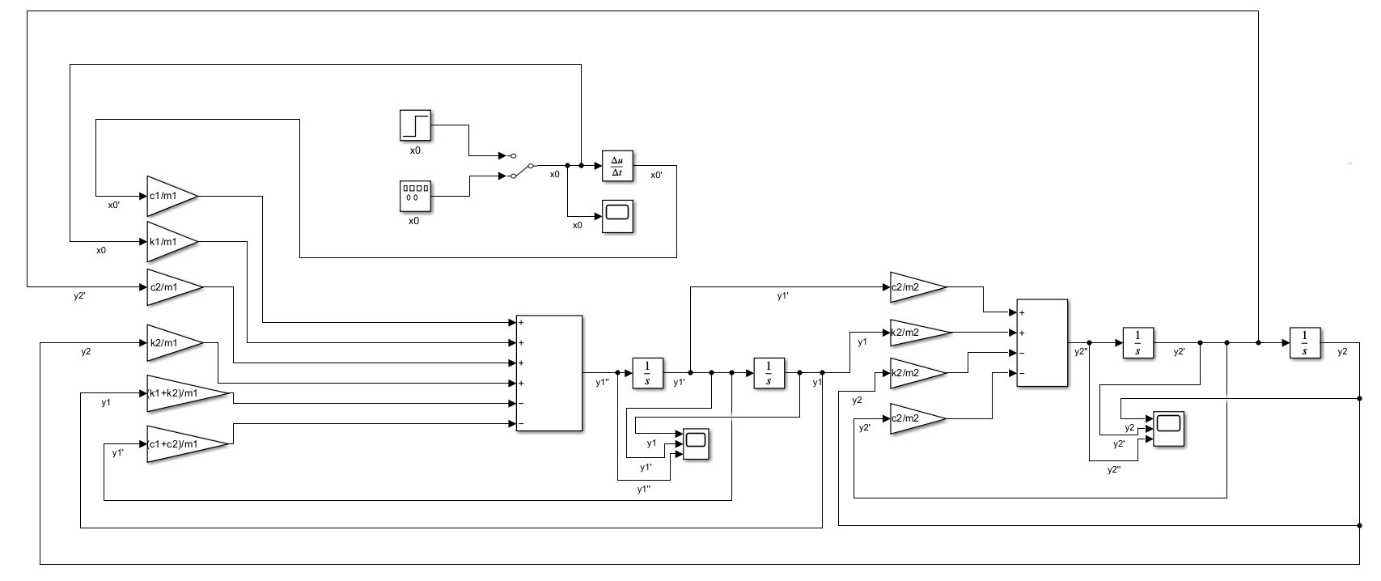 x0
Δu
Δt
x0
x0'
x0
x0
c1/m1
x0'
k1/m1
x0
c2/m1
y2'
k2/m1
y2
(k1+k2)/m1
y1
(c1+c2)/m1
y1'
+
+
+
+
−
−
y1''
1
s
y1'
1
s
y1
y1
y1'
y1''
y1'
c2/m2
y1
k2/m2
k2/m2
y2
c2/m2
y2'
+
+
−
−
y2''
1
s
y2'
1
s
y2
y2
y2'
y2''